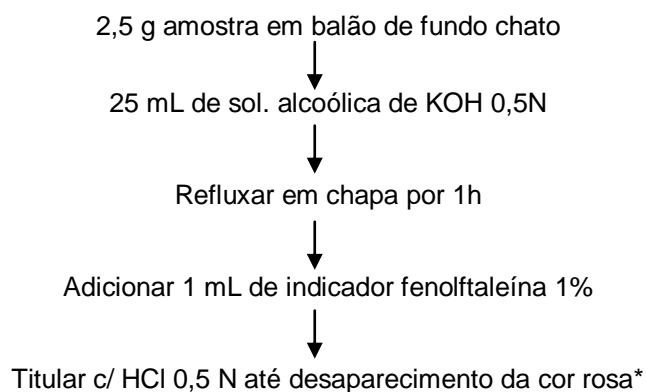 2,5 g amostra em balão de fundo chato
25 mL de sol. alcoólica de KOH 0,5N
Refluxar em chapa por 1h
Adicionar 1 mL de indicador fenolftaleína 1%
Titular c/ HCl 0,5 N até desaparecimento da cor rosa*